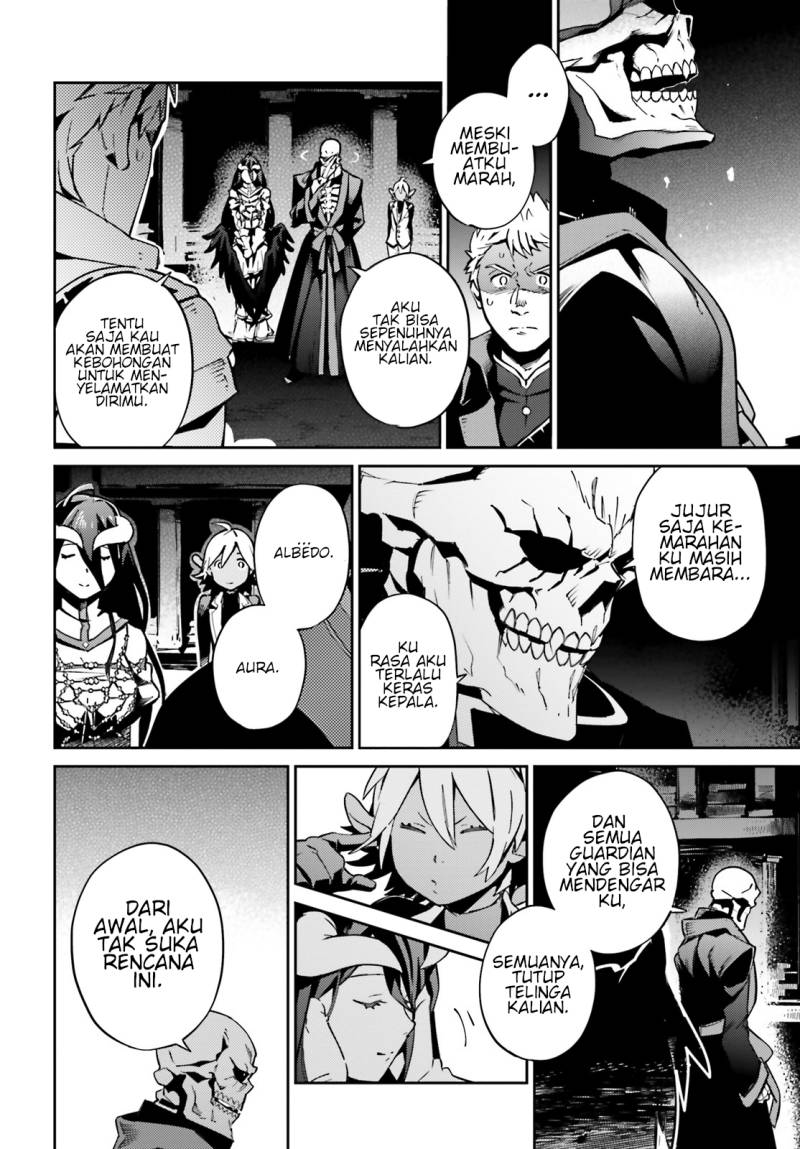 ...
MESKI
MEMBU-
ATKU
MARAH,
AKU
TAK BISA
SEPENUHNYA
MENYALAHKAN
KALIAN.
TENTU
SAJA KAU
AKAN MEMBUAT
KEBOHONGAN
UNTUK MEN-
YELAMATKAN
DIRIMU.
JUJUR
SAJA KE-
MARAHAN
KU MASIH
MEMBARA...
KU
RASA AKU
TERLALU
KERAS
KEPALA.
ALBEDO.
AURA.
DAN
SEMUA
GUARDIAN
YANG BISA
MENDENGAR
KU,
SEMUANYA,
TUTUP
TELINGA
KALIAN.
DARI
AWAL, AKU
TAK SUKA
RENCANA
INI.